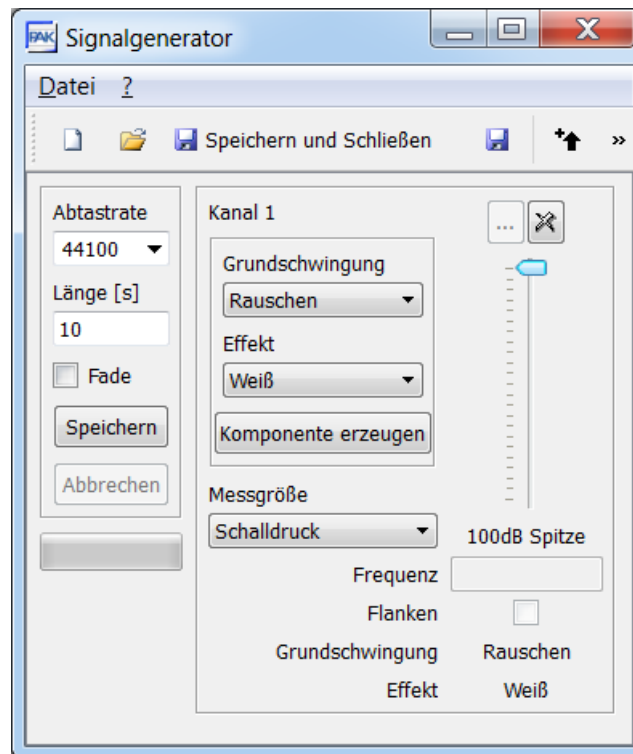 PAK Signalgenerator
Datei ?
Speichern und Schließen »
Abtastrate
44100
Länge [s]
10
Fade
Speichern
Abbrechen
Kanal 1
...
Grundschwingung
Rauschen
Effekt
Weiß
Komponente erzeugen
Messgröße
Schalldruck
100dB Spitze
Frequenz
Flanken
Grundschwingung Rauschen
Effekt Weiß